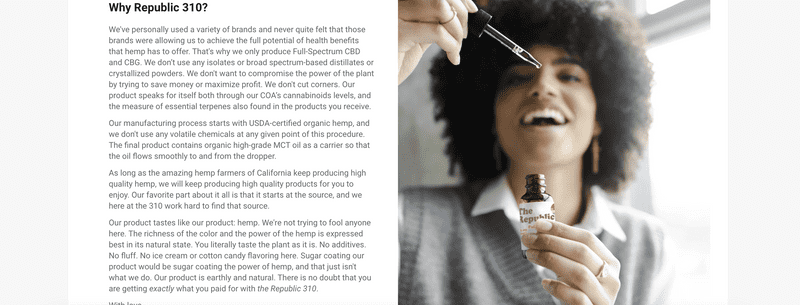 Why Republic 310?
We've personally used a variety of brands and never quite felt that those
brands were allowing us to achieve the full potential of health benefits
that hemp has to offer. That's why we only produce Full-Spectrum CBD
and CBG. We don't use any isolates or broad spectrum-based distillates or
crystallized powders. We don't want to compromise the power of the plant
by trying to save money or maximize profit. We don't cut corners. Our
product speaks for itself both through our COA's cannabinoids levels, and
the measure of essential terpenes also found in the products you receive.
Our manufacturing process starts with USDA-certified organic hemp, and
we don't use any volatile chemicals at any given point of this procedure.
The final product contains organic high-grade MCT oil as a carrier so that
the oil flows smoothly to and from the dropper.
As long as the amazing hemp farmers of California keep producing high
quality hemp, we will keep producing high quality products for you to
enjoy. Our favorite part about it all is that it starts at the source, and we
here at the 310 work hard to find that source.
Our product tastes like our product: hemp. We're not trying to fool anyone
here. The richness of the color and the power of the hemp is expressed
best in its natural state. You literally taste the plant as it is. No additives.
No fluff. No ice cream or cotton candy flavoring here. Sugar coating our
product would be sugar coating the power of hemp, and that just isn't
what we do. Our product is earthly and natural. There is no doubt that you
are getting exactly what you paid for with the Republic 310.
With love
The
Republic